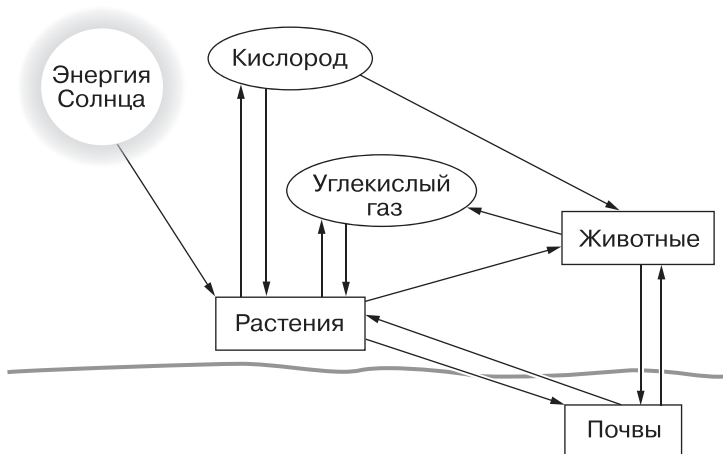 Энергия
Солнца
Кислород
Углекислый
газ
Животные
Растения
Почвы